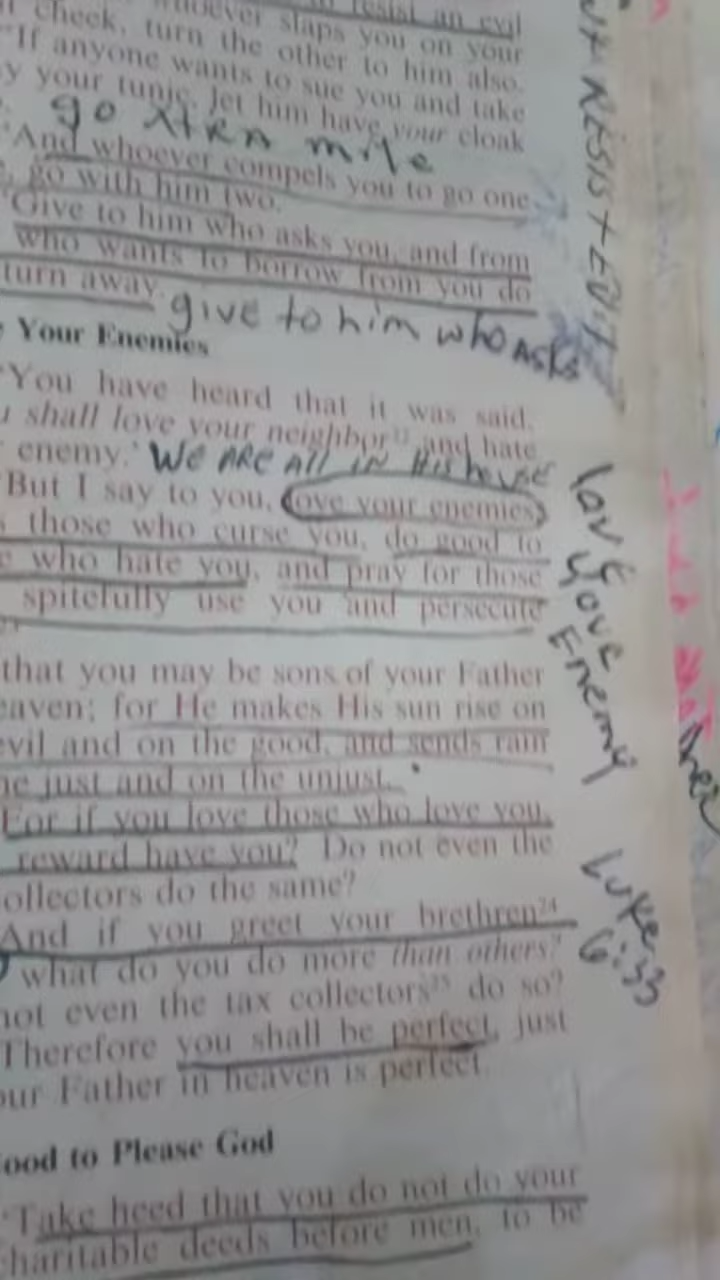 resist an evil
cheek, turn the other to him also.
whoever slaps you on your
"If anyone wants to sue you and take
your tunic, let him have your cloak
go xtra mile
"And whoever compels you to go one
go with him two.
"Give to him who asks you, and from
who wants to borrow from you do
turn away.
give to him who asks
Your Enemies
"You have heard that it was said,
shall love your neighbor and hate
enemy.'
We ARE All in His house
"But I say to you, love your enemies,
those who curse you, do good to
who hate you, and pray for those
spitefully use you and persecute
that you may be sons of your Father
heaven; for He makes His sun rise on
evil and on the good, and sends rain
the just and on the unjust.
"For if you love those who love you,
reward have you? Do not even the
collectors do the same?
"And if you greet your brethren24
what do you do more than others?
not even the tax collectors25 do so?
"Therefore you shall be perfect, just
our Father in heaven is perfect.
Good to Please God
"Take heed that you do not do your
charitable deeds before men, to be
RESIST
love
your
Enemy
Luke
6:33